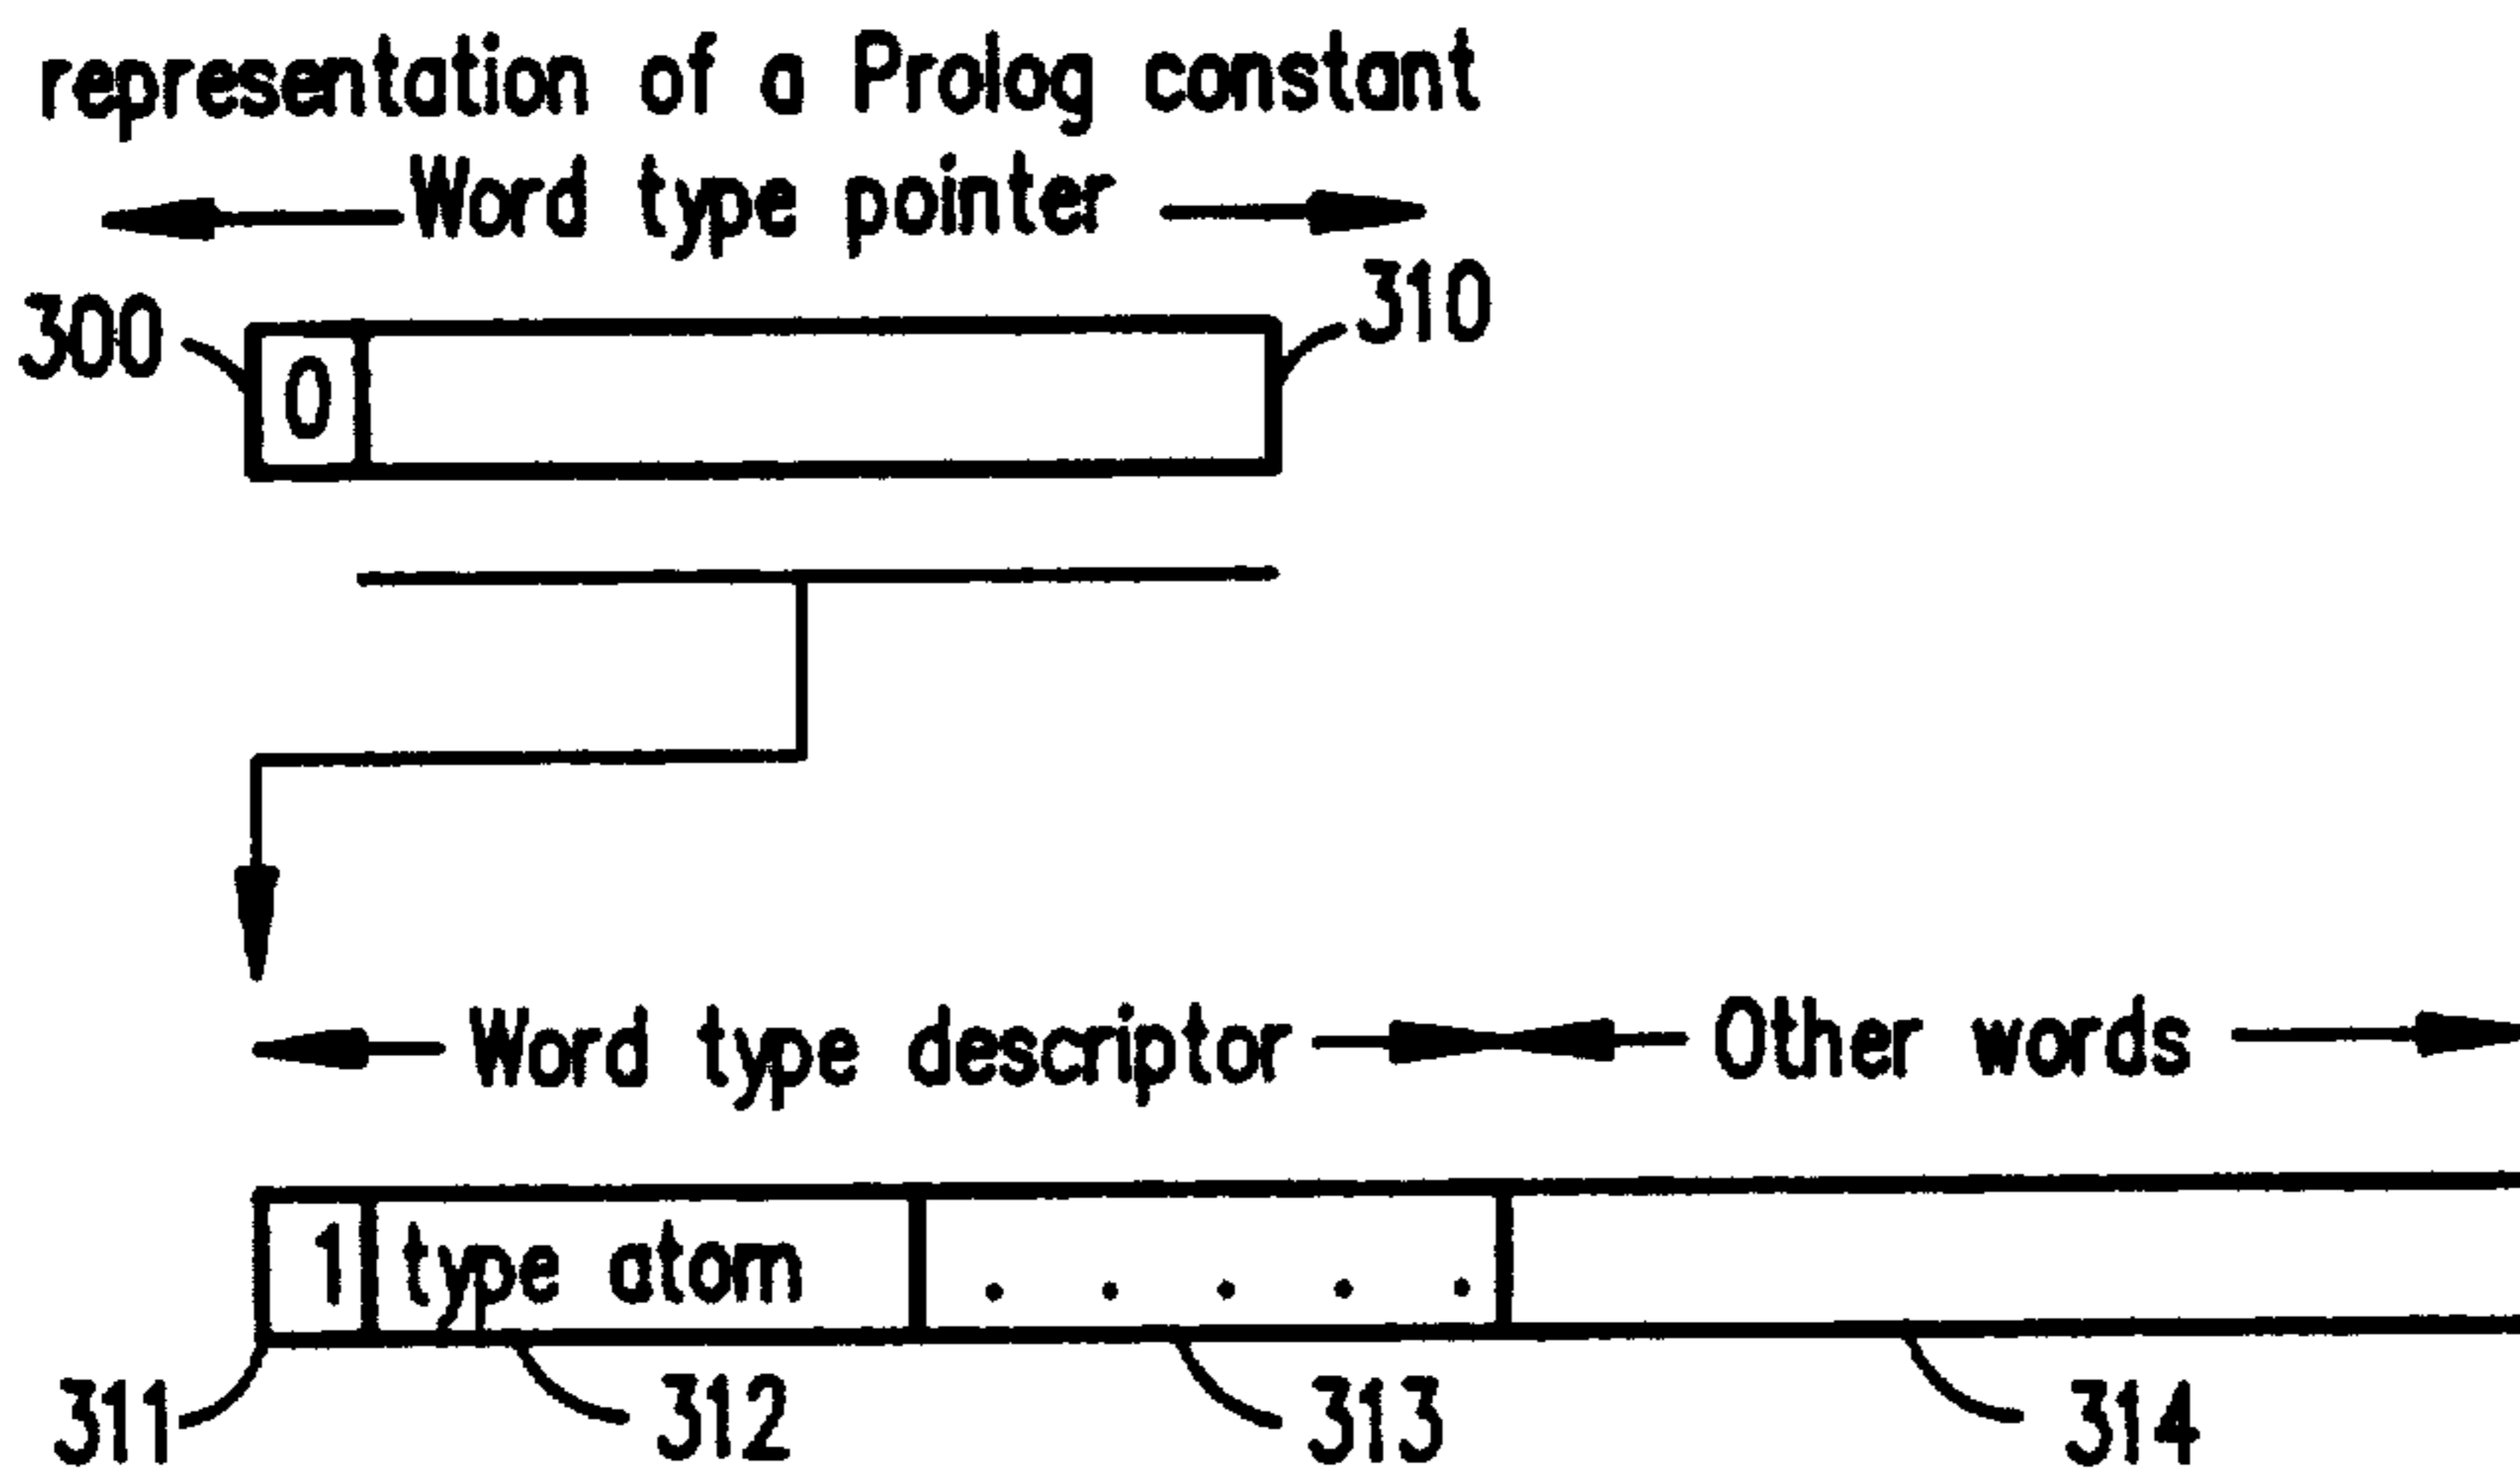 representation of a Prolog constant
Word type pointer
300
310
0
Word type descriptor
Other words
1
type atom
. . . . .
311
312
313
314